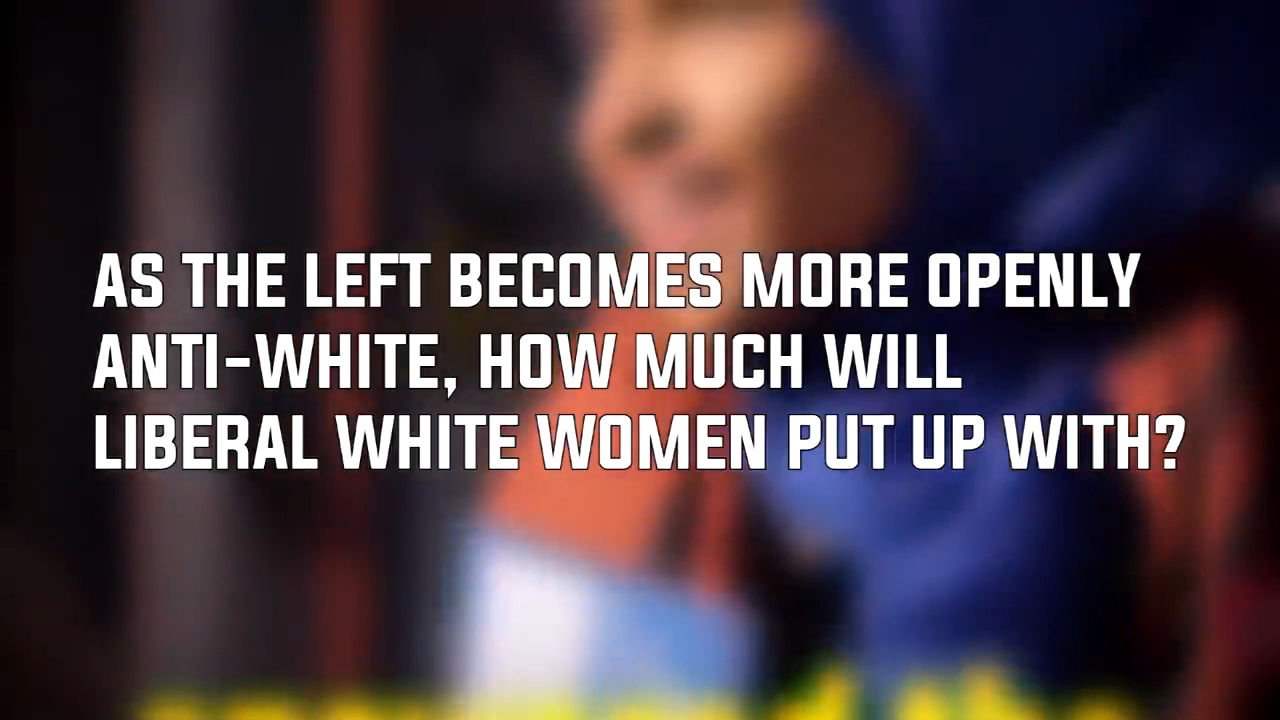 AS THE LEFT BECOMES MORE OPENLY
ANTI-WHITE, HOW MUCH WILL
LIBERAL WHITE WOMEN PUT UP WITH?